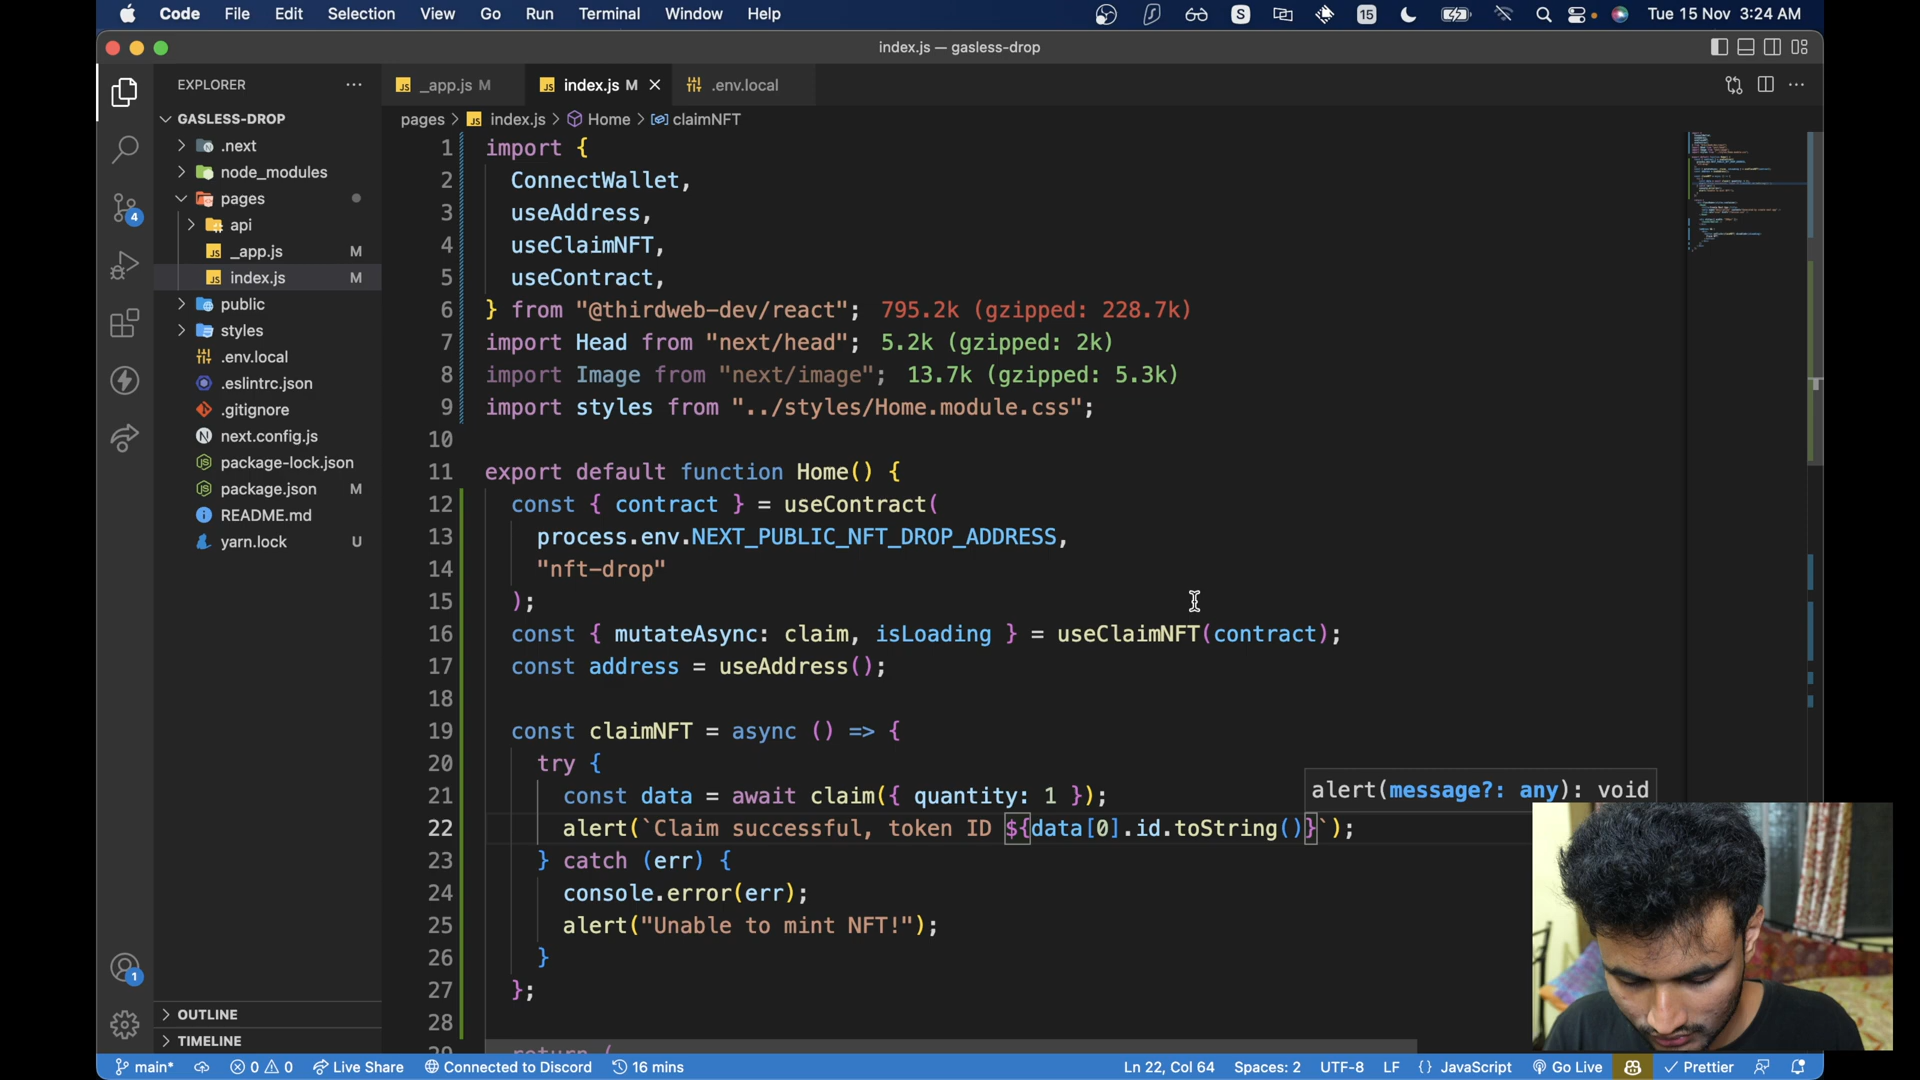 Code File Edit Selection View Go Run Terminal Window Help
15
Tue 15 Nov 3:24 AM
index.js — gasless-drop
EXPLORER
_app.js M
index.js M
.env.local
GASLESS-DROP
pages > index.js > Home > claimNFT
.next
node_modules
pages
api
_app.js M
index.js M
public
styles
.env.local
.eslintrc.json
.gitignore
next.config.js
package-lock.json
package.json M
README.md
yarn.lock U
4
1
OUTLINE
TIMELINE
1 import {
2 ConnectWallet,
3 useAddress,
4 useClaimNFT,
5 useContract,
6 } from "@thirdweb-dev/react"; 795.2k (gzipped: 228.7k)
7 import Head from "next/head"; 5.2k (gzipped: 2k)
8 import Image from "next/image"; 13.7k (gzipped: 5.3k)
9 import styles from "../styles/Home.module.css";
10
11 export default function Home() {
12 const { contract } = useContract(
13 process.env.NEXT_PUBLIC_NFT_DROP_ADDRESS,
14 "nft-drop"
15 );
16 const { mutateAsync: claim, isLoading } = useClaimNFT(contract);
17 const address = useAddress();
18
19 const claimNFT = async () => {
20 try {
21 const data = await claim({ quantity: 1 });
alert(message?: any): void
22 alert(`Claim successful, token ID ${data[0].id.toString()}`);
23 } catch (err) {
24 console.error(err);
25 alert("Unable to mint NFT!");
26 }
27 };
28
29 return (
main* 0 0 Live Share Connected to Discord 16 mins Ln 22, Col 64 Spaces: 2 UTF-8 LF {} JavaScript Go Live Prettier